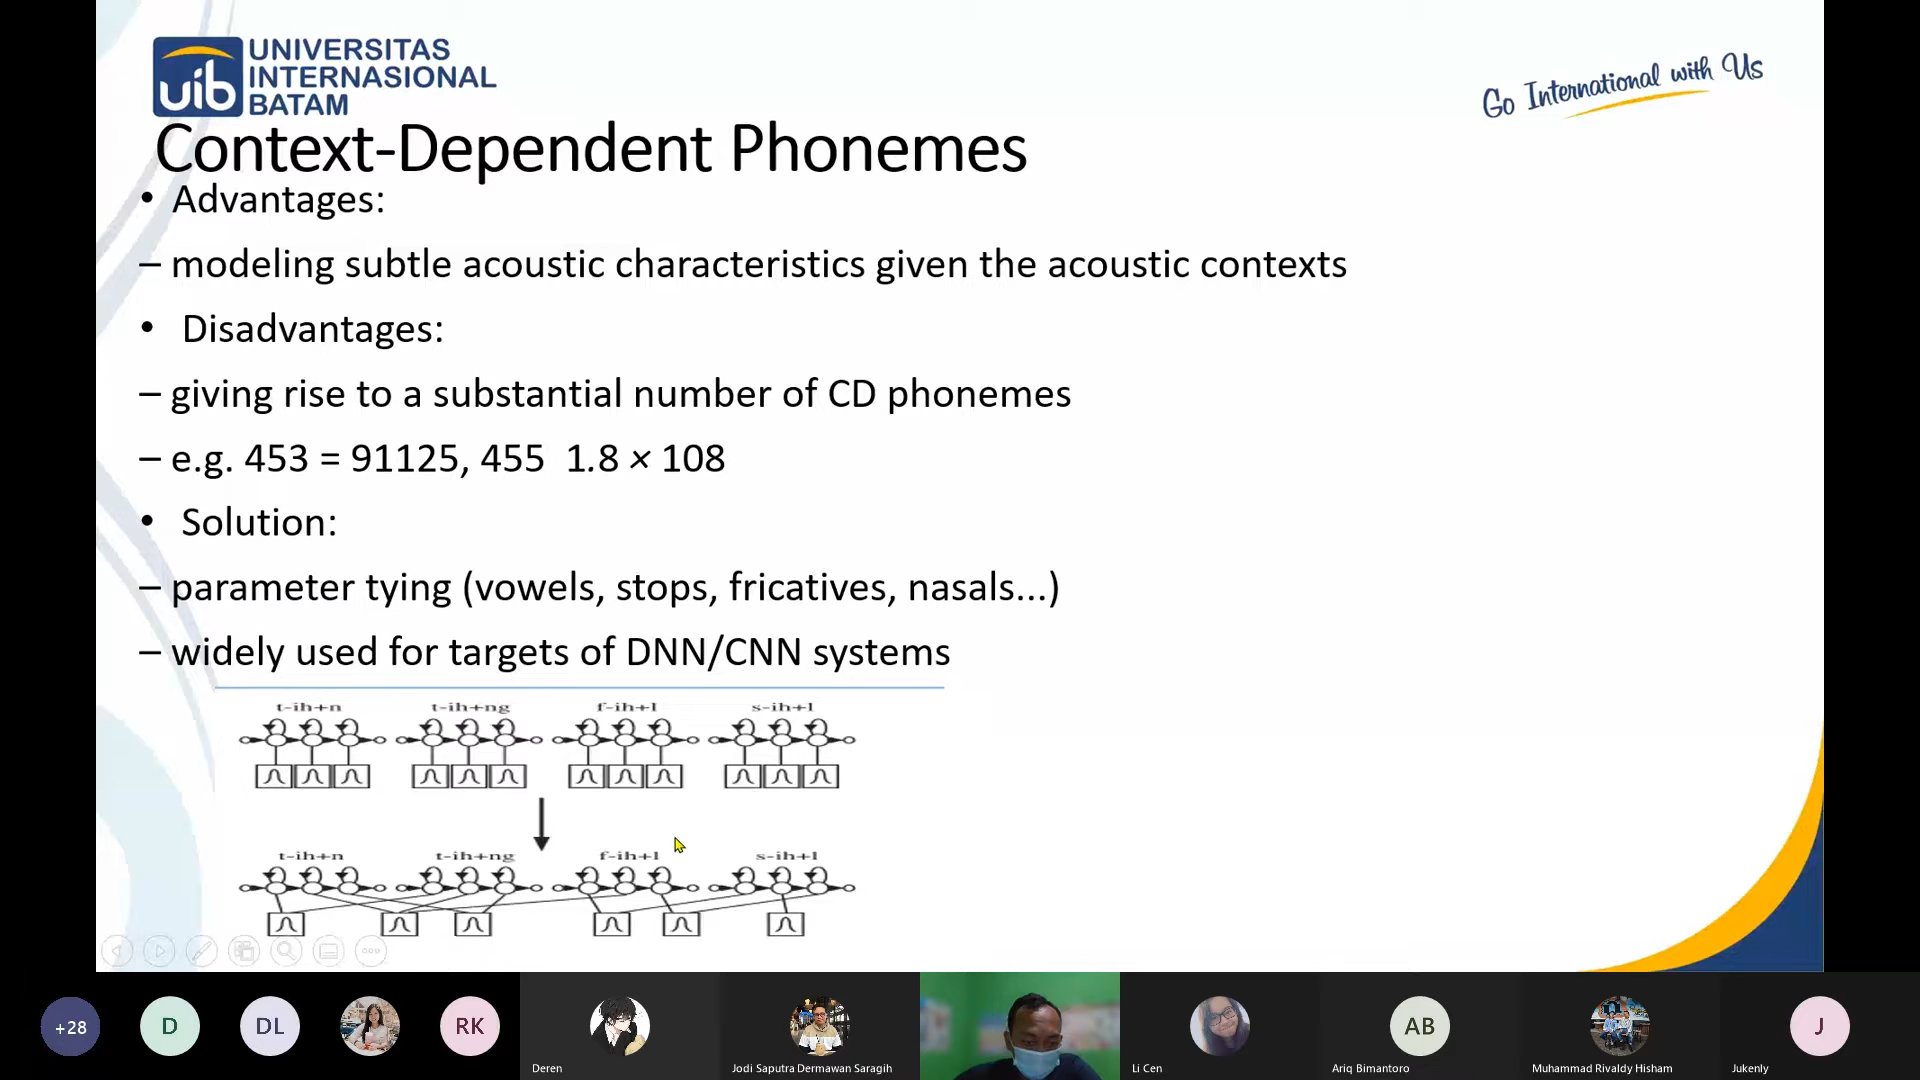 uib
UNIVERSITAS
INTERNASIONAL
BATAM
Go International with Us
Context-Dependent Phonemes
• Advantages:
– modeling subtle acoustic characteristics given the acoustic contexts
• Disadvantages:
– giving rise to a substantial number of CD phonemes
– e.g. 453 = 91125, 455 1.8 × 108
• Solution:
– parameter tying (vowels, stops, fricatives, nasals...)
– widely used for targets of DNN/CNN systems
t-ih+n t-ih+ng f-ih+l s-ih+l
t-ih+n t-ih+ng f-ih+l s-ih+l
+28 D DL RK AB J
Deren Jodi Saputra Dermawan Saragih Li Cen Ariq Bimantoro Muhammad Rivaldy Hisham Jukenly